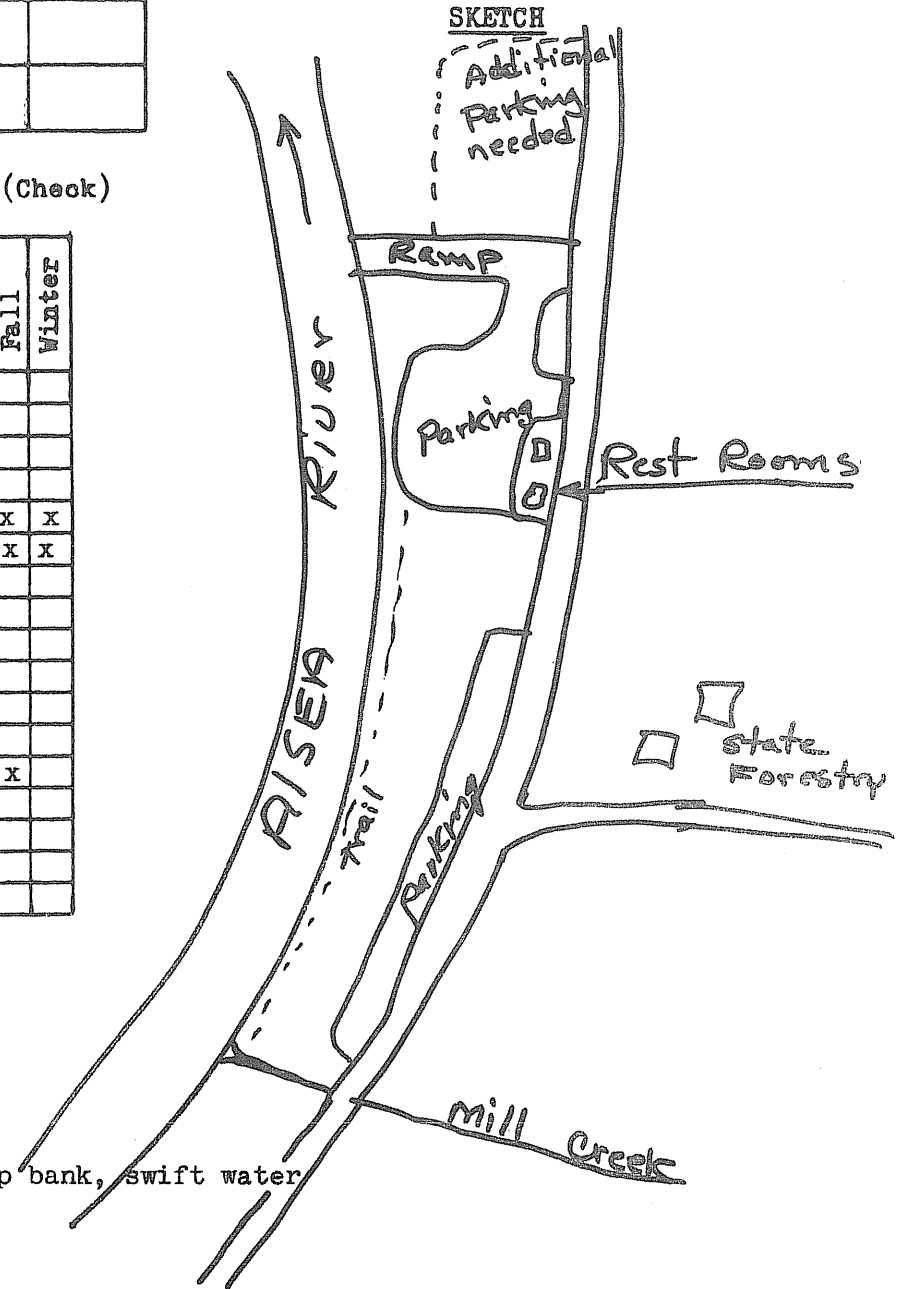 SKETCH
Additional
Parking
needed
(Check)
Ramp
Fall
Winter
RIVER
Parking
Rest Rooms
x x
x x
ALSEA
State
Forestry
x
trail
Parking
Mill Creek
p bank, swift water